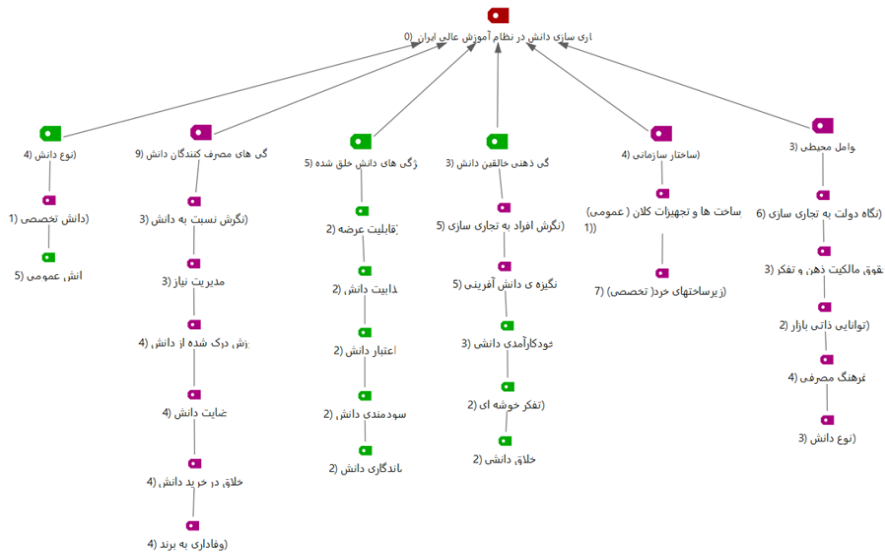 اری سازی دانش در نظام آموزش عالی ایران (0
(نوع دانش (4
گی های مصرف کنندگان دانش (9
ژگی های دانش خلق شده (5
گی ذهنی خالقین دانش (3
(ساختار سازمانی (4
وامل محیطی (3
(دانش تخصصی (1
انش عمومی (5
(نگرش نسبت به دانش (3
مدیریت نیاز (3
زش درک شده از دانش (4
ضایت دانش (4
خلاق در خرید دانش (4
(وفاداری به برند (4
قابلیت عرضه (2
ذابیت دانش (2
اعتبار دانش (2
سودمندی دانش (2
ماندگاری دانش (2
(نگرش افراد به تجاری سازی (5
نگیزه ی دانش آفرینی (5
خودکارآمدی دانشی (3
(تفکر خوشه ای (2
خلاق دانشی (2
ساخت ها و تجهیزات کلان ( عمومی)
((1
(زیرساختهای خرد( تخصصی) (7
(نگاه دولت به تجاری سازی (6
قوق مالکیت ذهن و تفکر (3
(توانایی ذاتی بازار (2
فرهنگ مصرفی (4
(نوع دانش (3